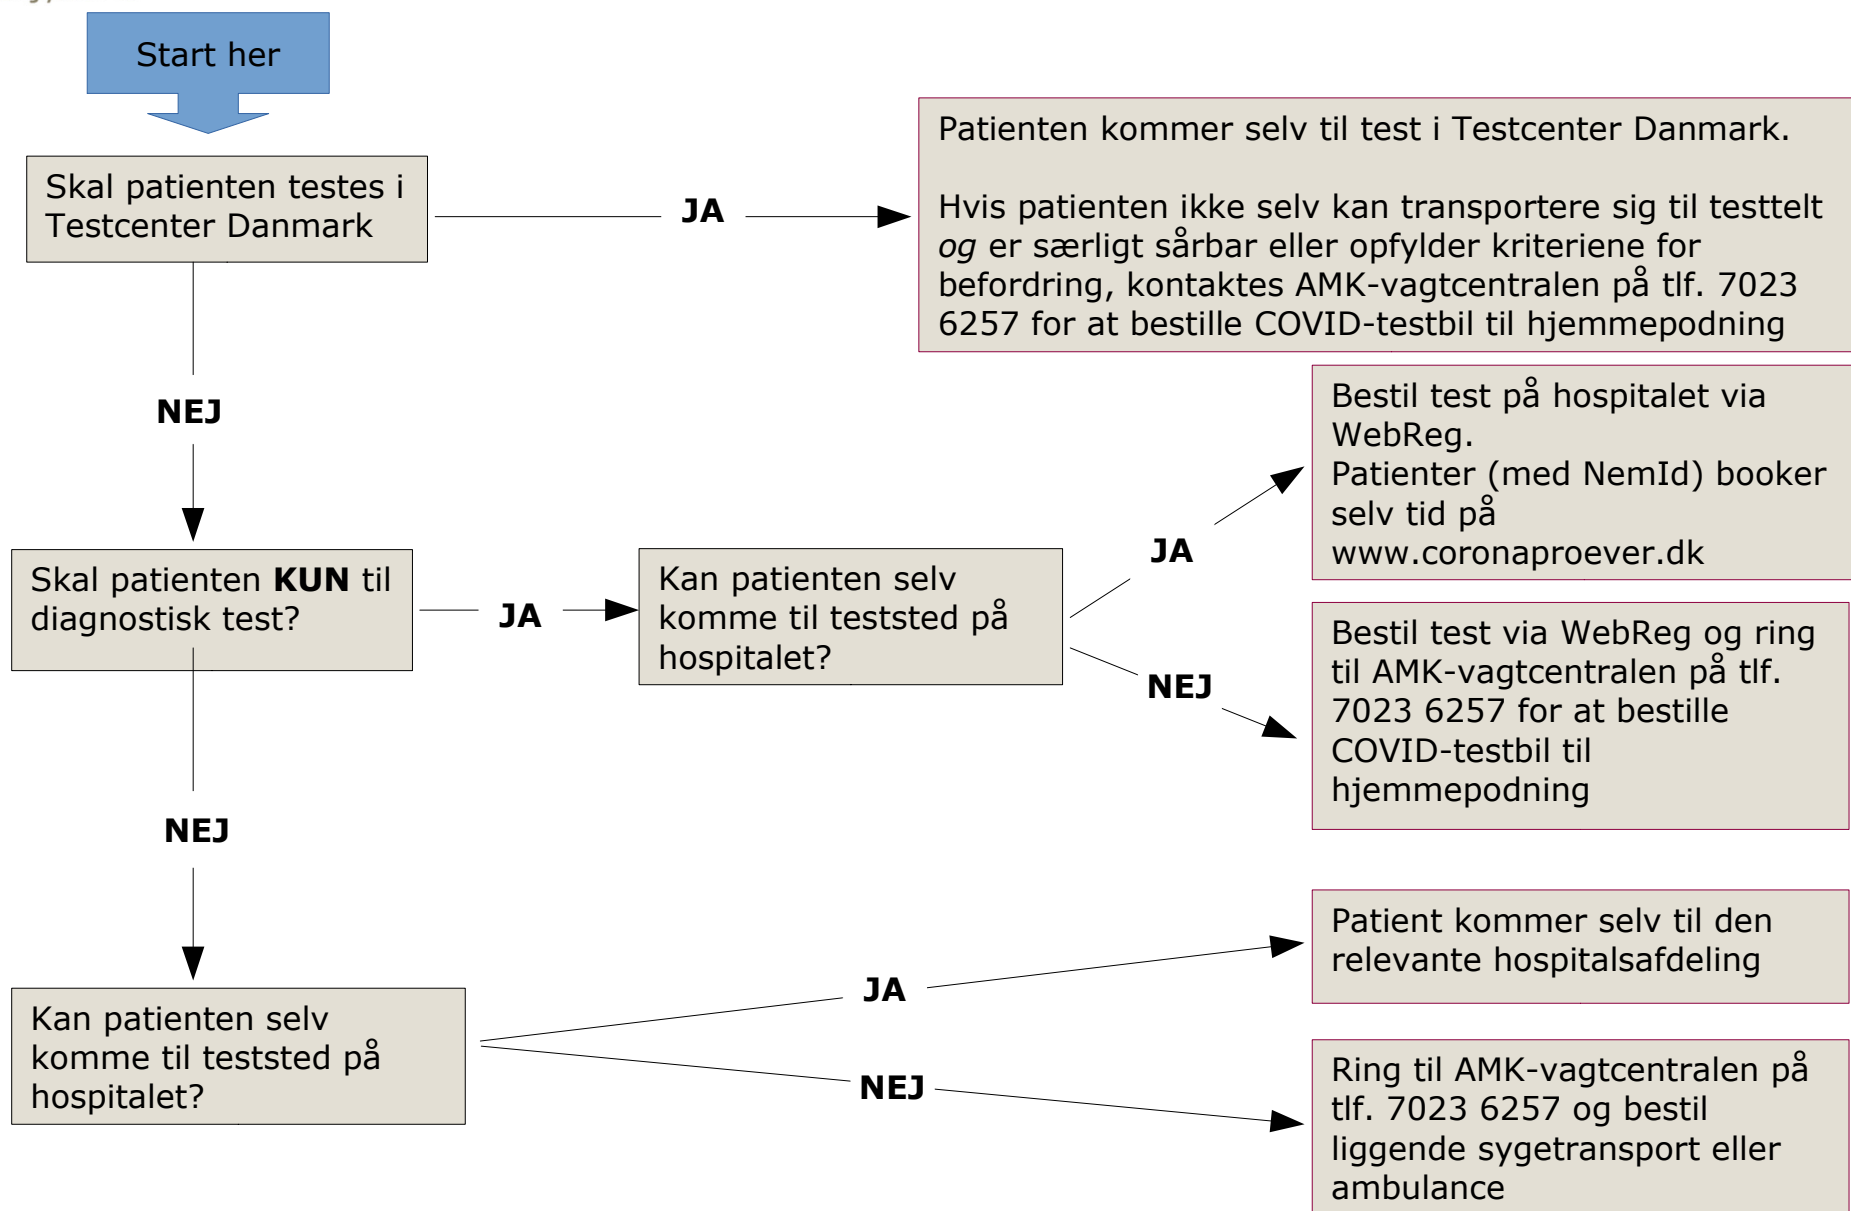 Start her
Skal patienten testes i
Testcenter Danmark
JA
Patienten kommer selv til test i Testcenter Danmark.
Hvis patienten ikke selv kan transportere sig til testtelt
og er særligt sårbar eller opfylder kriteriene for
befordring, kontaktes AMK-vagtcentralen på tlf. 7023
6257 for at bestille COVID-testbil til hjemmepodning
NEJ
Skal patienten KUN til
diagnostisk test?
JA
Kan patienten selv
komme til teststed på
hospitalet?
JA
Bestil test på hospitalet via
WebReg.
Patienter (med NemId) booker
selv tid på
www.coronaproever.dk
NEJ
Bestil test via WebReg og ring
til AMK-vagtcentralen på tlf.
7023 6257 for at bestille
COVID-testbil til
hjemmepodning
NEJ
Kan patienten selv
komme til teststed på
hospitalet?
JA
Patient kommer selv til den
relevante hospitalsafdeling
NEJ
Ring til AMK-vagtcentralen på
tlf. 7023 6257 og bestil
liggende sygetransport eller
ambulance